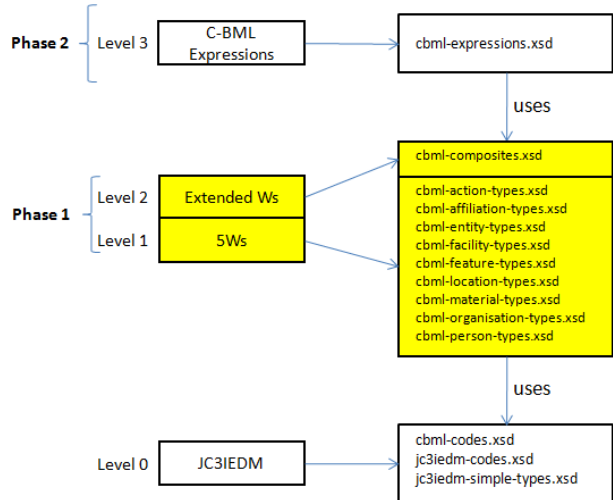 Phase 2
Level 3
C-BML
Expressions
cbml-expressions.xsd
uses
Phase 1
Level 2
Extended Ws
Level 1
5Ws
cbml-composites.xsd
cbml-action-types.xsd
cbml-affiliation-types.xsd
cbml-entity-types.xsd
cbml-facility-types.xsd
cbml-feature-types.xsd
cbml-location-types.xsd
cbml-material-types.xsd
cbml-organisation-types.xsd
cbml-person-types.xsd
uses
Level 0
JC3IEDM
cbml-codes.xsd
jc3iedm-codes.xsd
jc3iedm-simple-types.xsd